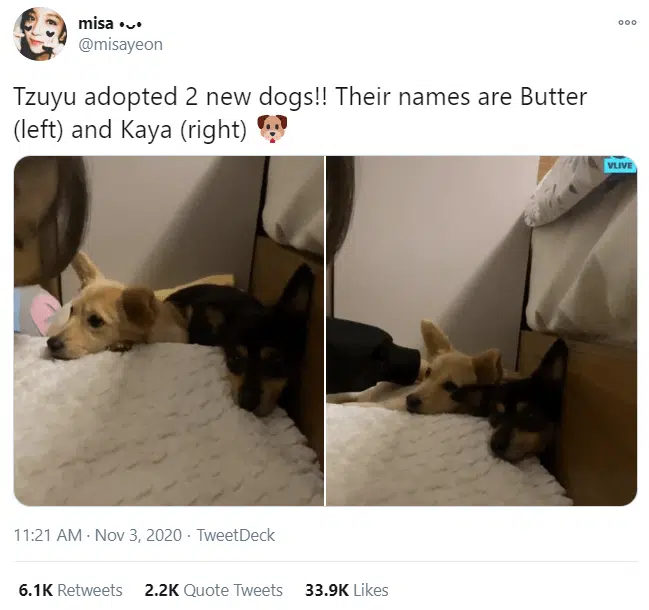 misa •ᴗ•
@misayeon
Tzuyu adopted 2 new dogs!! Their names are Butter
(left) and Kaya (right) 🐶
VLIVE
11:21 AM · Nov 3, 2020 · TweetDeck
6.1K Retweets 2.2K Quote Tweets 33.9K Likes